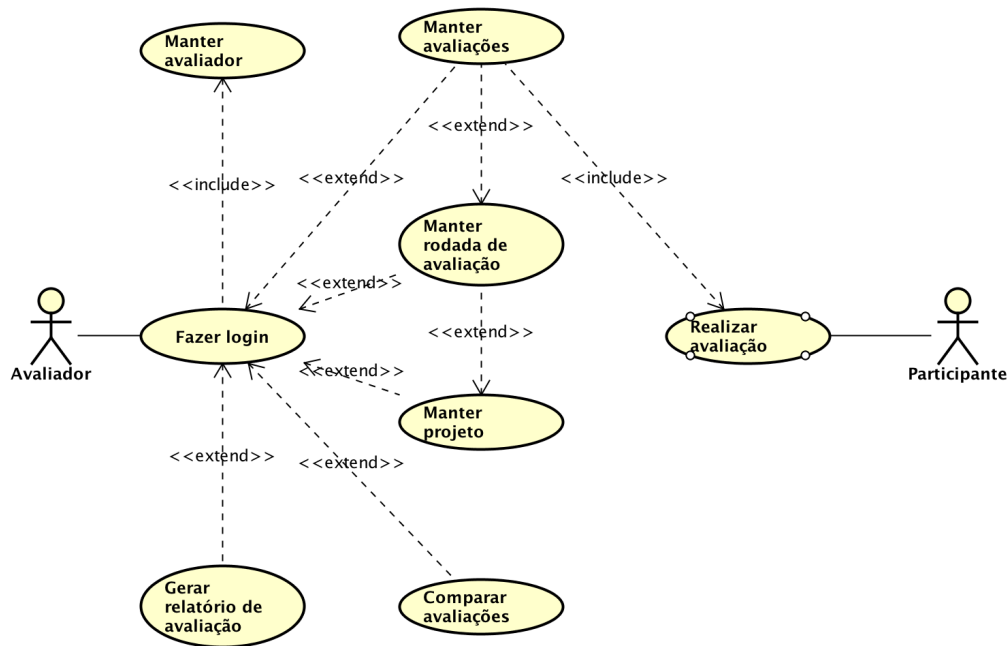 Manter
avaliador
Manter
avaliações
<<extend>>
<<include>>
<<extend>>
<<include>>
Manter
rodada de
avaliação
<<extend>>
Avaliador
Fazer login
<<extend>>
Realizar
avaliação
Participante
<<extend>>
Manter
projeto
<<extend>>
<<extend>>
Gerar
relatório de
avaliação
Comparar
avaliações